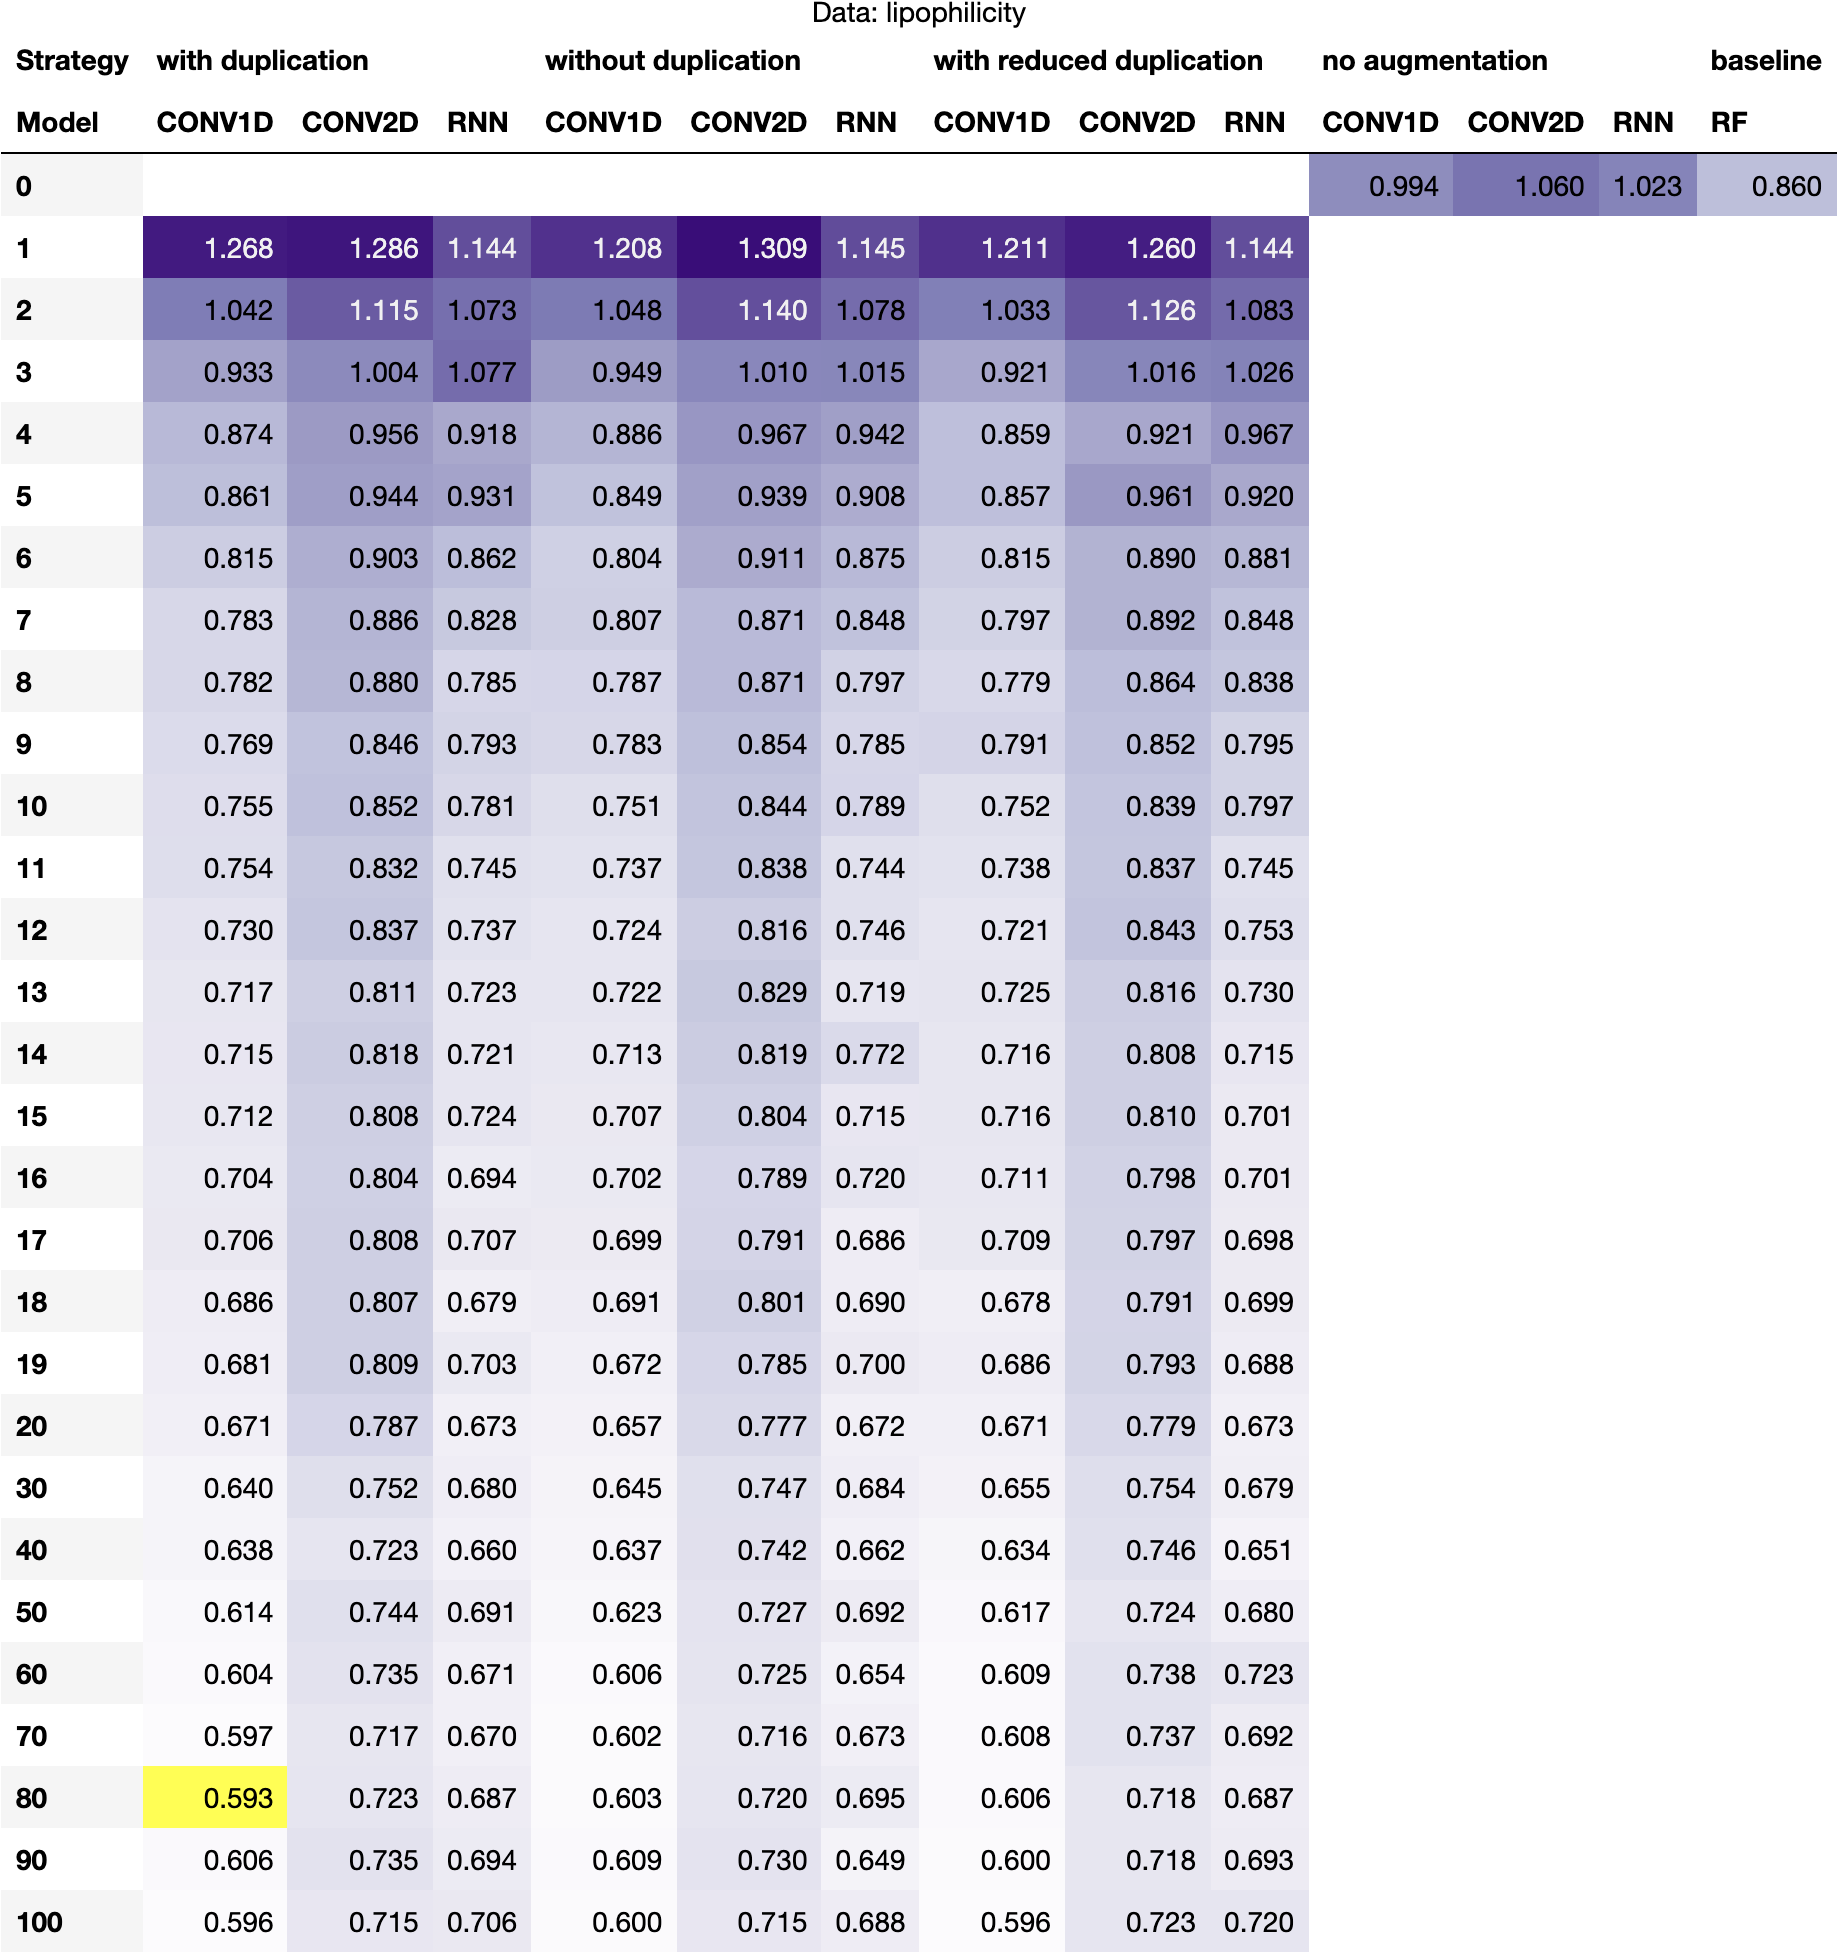 Data: lipophilicity
Strategy with duplication without duplication with reduced duplication no augmentation baseline
Model CONV1D CONV2D RNN CONV1D CONV2D RNN CONV1D CONV2D RNN CONV1D CONV2D RNN RF
0 0.994 1.060 1.023 0.860
1 1.268 1.286 1.144 1.208 1.309 1.145 1.211 1.260 1.144
2 1.042 1.115 1.073 1.048 1.140 1.078 1.033 1.126 1.083
3 0.933 1.004 1.077 0.949 1.010 1.015 0.921 1.016 1.026
4 0.874 0.956 0.918 0.886 0.967 0.942 0.859 0.921 0.967
5 0.861 0.944 0.931 0.849 0.939 0.908 0.857 0.961 0.920
6 0.815 0.903 0.862 0.804 0.911 0.875 0.815 0.890 0.881
7 0.783 0.886 0.828 0.807 0.871 0.848 0.797 0.892 0.848
8 0.782 0.880 0.785 0.787 0.871 0.797 0.779 0.864 0.838
9 0.769 0.846 0.793 0.783 0.854 0.785 0.791 0.852 0.795
10 0.755 0.852 0.781 0.751 0.844 0.789 0.752 0.839 0.797
11 0.754 0.832 0.745 0.737 0.838 0.744 0.738 0.837 0.745
12 0.730 0.837 0.737 0.724 0.816 0.746 0.721 0.843 0.753
13 0.717 0.811 0.723 0.722 0.829 0.719 0.725 0.816 0.730
14 0.715 0.818 0.721 0.713 0.819 0.772 0.716 0.808 0.715
15 0.712 0.808 0.724 0.707 0.804 0.715 0.716 0.810 0.701
16 0.704 0.804 0.694 0.702 0.789 0.720 0.711 0.798 0.701
17 0.706 0.808 0.707 0.699 0.791 0.686 0.709 0.797 0.698
18 0.686 0.807 0.679 0.691 0.801 0.690 0.678 0.791 0.699
19 0.681 0.809 0.703 0.672 0.785 0.700 0.686 0.793 0.688
20 0.671 0.787 0.673 0.657 0.777 0.672 0.671 0.779 0.673
30 0.640 0.752 0.680 0.645 0.747 0.684 0.655 0.754 0.679
40 0.638 0.723 0.660 0.637 0.742 0.662 0.634 0.746 0.651
50 0.614 0.744 0.691 0.623 0.727 0.692 0.617 0.724 0.680
60 0.604 0.735 0.671 0.606 0.725 0.654 0.609 0.738 0.723
70 0.597 0.717 0.670 0.602 0.716 0.673 0.608 0.737 0.692
80 0.593 0.723 0.687 0.603 0.720 0.695 0.606 0.718 0.687
90 0.606 0.735 0.694 0.609 0.730 0.649 0.600 0.718 0.693
100 0.596 0.715 0.706 0.600 0.715 0.688 0.596 0.723 0.720